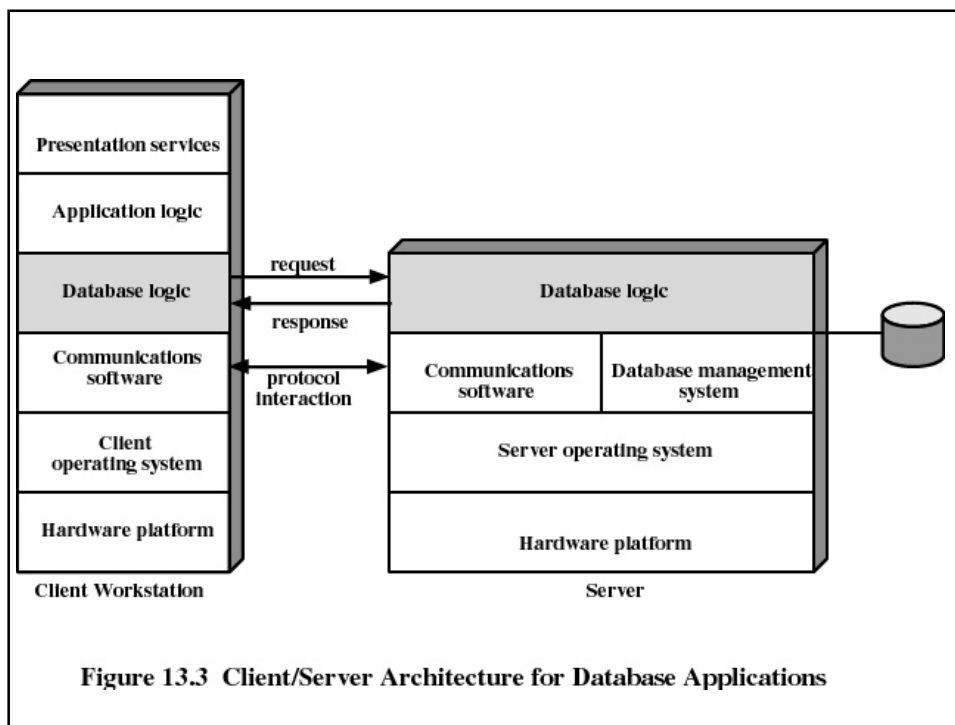 Presentation services
Application logic
Database logic
Communications
software
Client
operating system
Hardware platform
Client Workstation
request
response
protocol
interaction
Database logic
Communications
software
Database management
system
Server operating system
Hardware platform
Server
Figure 13.3 Client/Server Architecture for Database Applications